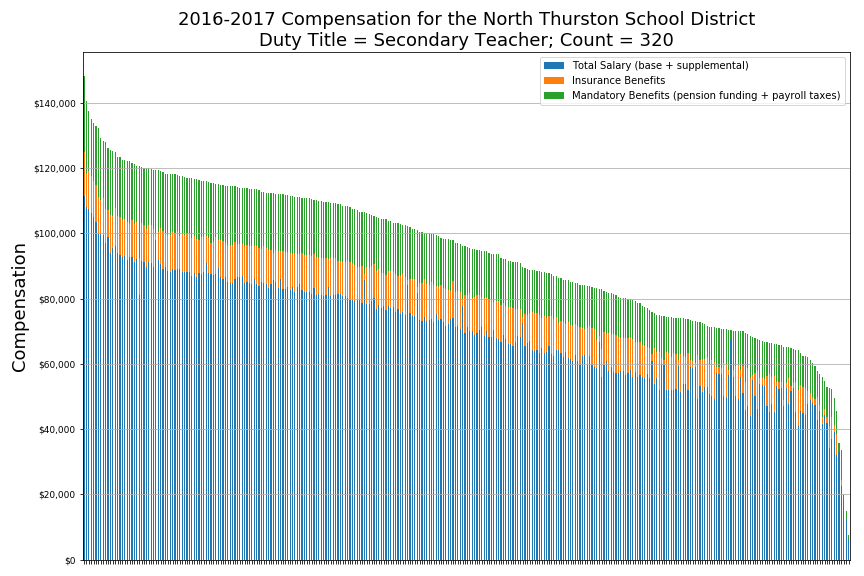 2016-2017 Compensation for the North Thurston School District
Duty Title = Secondary Teacher; Count = 320
Total Salary (base + supplemental)
Insurance Benefits
Mandatory Benefits (pension funding + payroll taxes)
Compensation
$140,000
$120,000
$100,000
$80,000
$60,000
$40,000
$20,000
$0